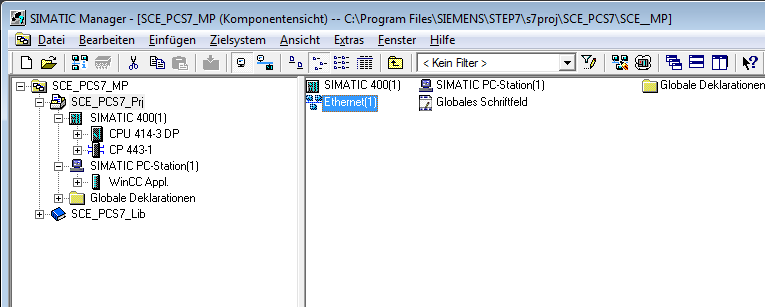 SIMATIC Manager - [SCE_PCS7_MP (Komponentensicht) -- C:\Program Files\SIEMENS\STEP7\s7proj\SCE_PCS7\SCE__MP]
Datei Bearbeiten Einfügen Zielsystem Ansicht Extras Fenster Hilfe
< Kein Filter >
SCE_PCS7_MP
SCE_PCS7_Prj
SIMATIC 400(1)
CPU 414-3 DP
CP 443-1
SIMATIC PC-Station(1)
WinCC Appl.
Globale Deklarationen
SCE_PCS7_Lib
SIMATIC 400(1) SIMATIC PC-Station(1) Globale Deklarationen
Ethernet(1) Globales Schriftfeld